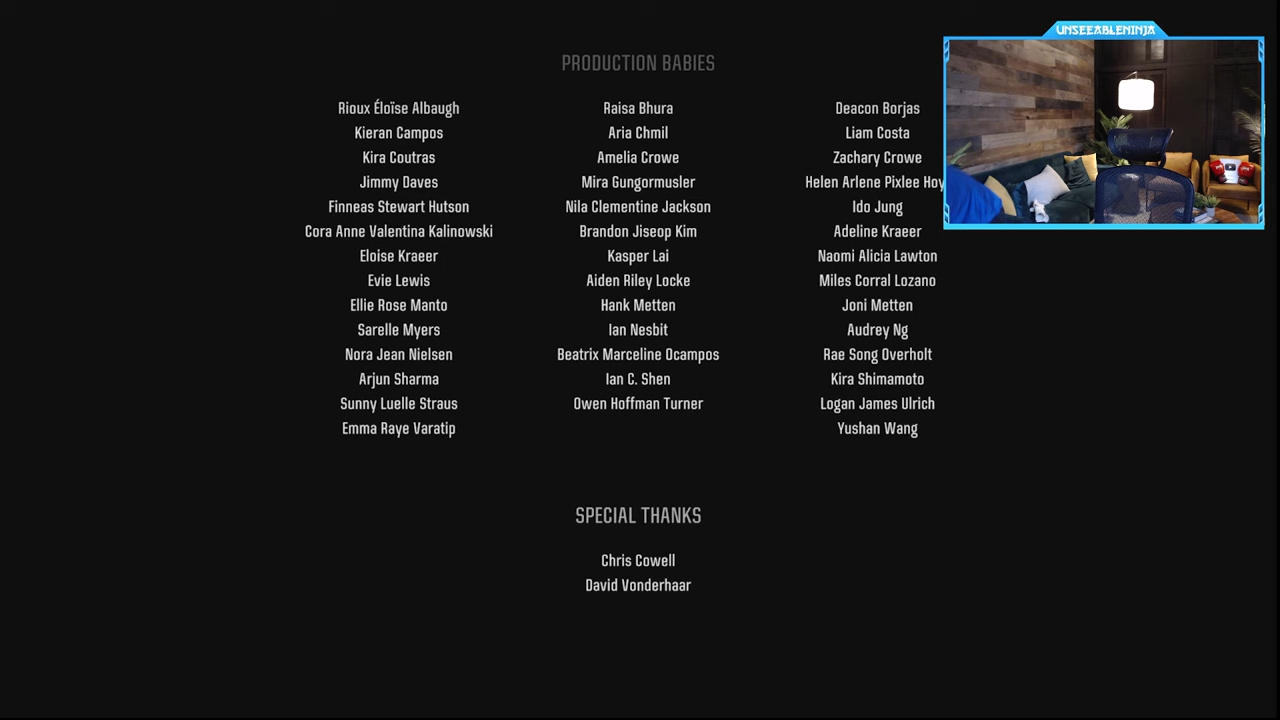 UNSEEABLENINJA
PRODUCTION BABIES
Rioux Éloïse Albaugh Raisa Bhura Deacon Borjas
Kieran Campos Aria Chmil Liam Costa
Kira Coutras Amelia Crowe Zachary Crowe
Jimmy Daves Mira Gungormusler Helen Arlene Pixlee Hoy
Finneas Stewart Hutson Nila Clementine Jackson Ido Jung
Cora Anne Valentina Kalinowski Brandon Jiseop Kim Adeline Kraeer
Eloise Kraeer Kasper Lai Naomi Alicia Lawton
Evie Lewis Aiden Riley Locke Miles Corral Lozano
Ellie Rose Manto Hank Metten Joni Metten
Sarelle Myers Ian Nesbit Audrey Ng
Nora Jean Nielsen Beatrix Marceline Ocampos Rae Song Overholt
Arjun Sharma Ian C. Shen Kira Shimamoto
Sunny Luelle Straus Owen Hoffman Turner Logan James Ulrich
Emma Raye Varatip Yushan Wang
SPECIAL THANKS
Chris Cowell
David Vonderhaar